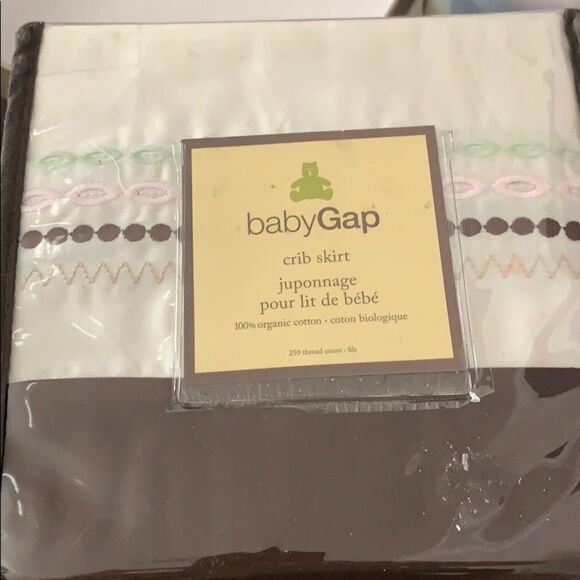 babyGap
crib skirt
juponnage
pour lit de bébé
100% organic cotton • coton biologique
250 thread count • fils